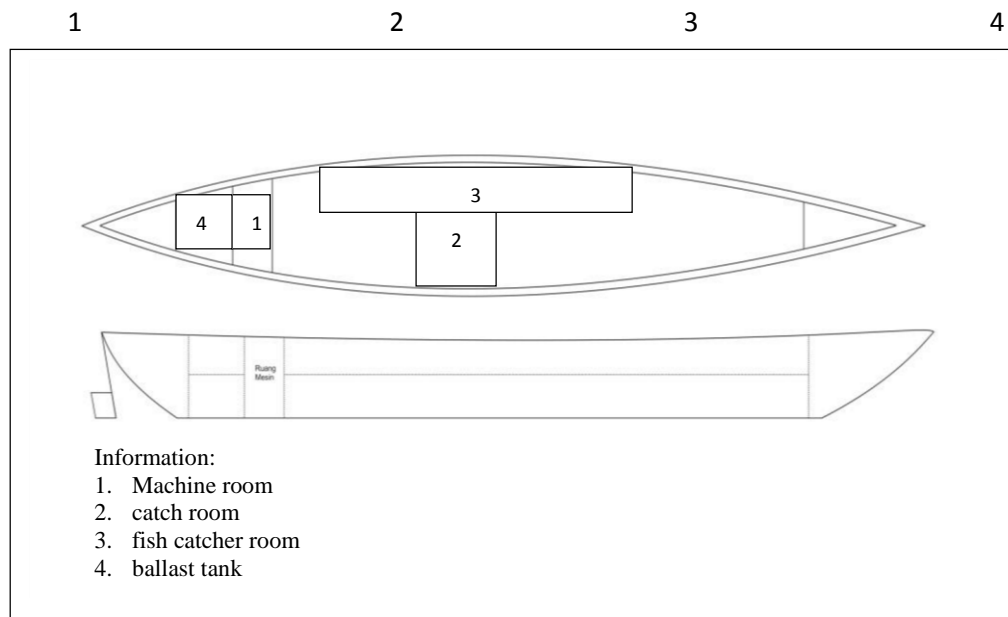 1 2 3 4
3
4 1 2
Ruang
Mesin
Information:
1. Machine room
2. catch room
3. fish catcher room
4. ballast tank